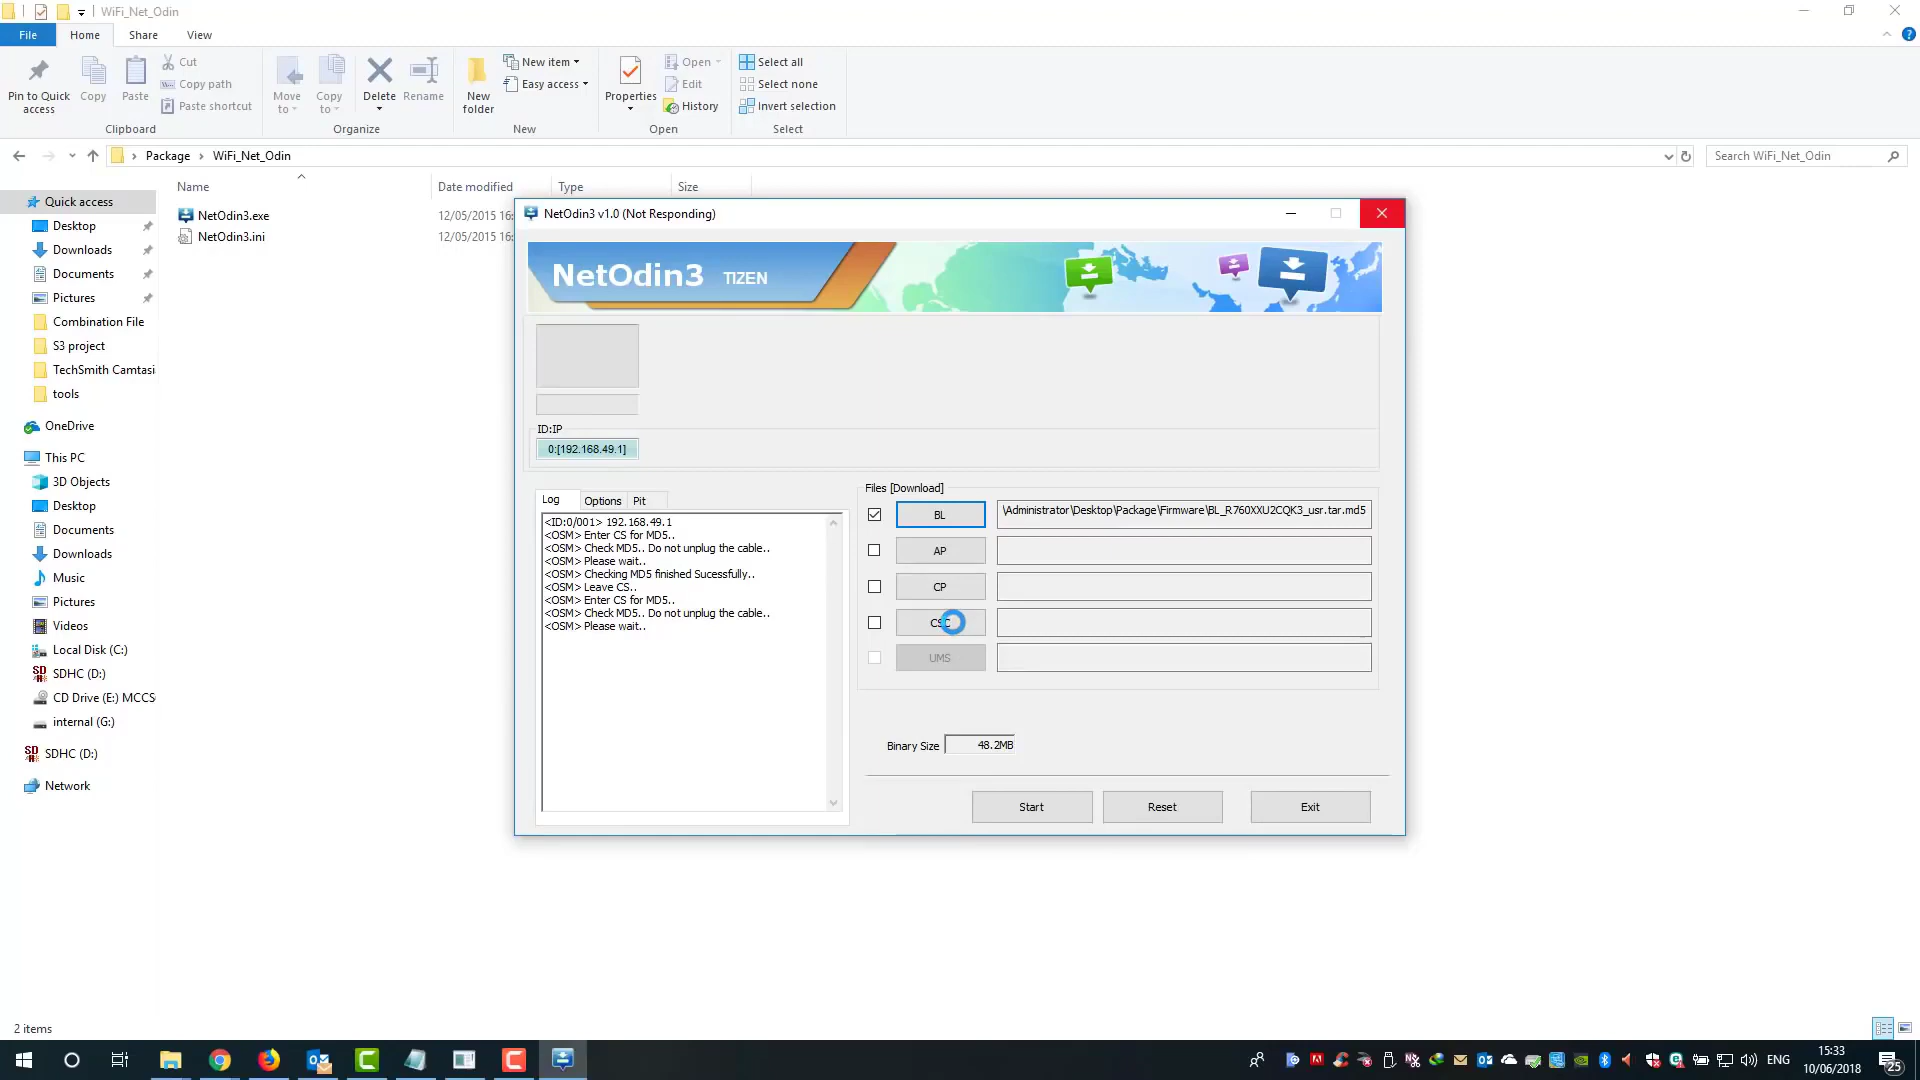 WiFi_Net_Odin
File Home Share View
Pin to Quick access
Copy
Paste
Cut
Copy path
Paste shortcut
Clipboard
Move to
Copy to
Delete
Rename
Organize
New folder
New item
Easy access
New
Properties
Open
Edit
History
Open
Select all
Select none
Invert selection
Select
Package > WiFi_Net_Odin
Search WiFi_Net_Odin
Name Date modified Type Size
NetOdin3.exe 12/05/2015 16:
NetOdin3.ini 12/05/2015 16:
Quick access
Desktop
Downloads
Documents
Pictures
Combination File
S3 project
TechSmith Camtasi
tools
OneDrive
This PC
3D Objects
Desktop
Documents
Downloads
Music
Pictures
Videos
Local Disk (C:)
SDHC (D:)
CD Drive (E:) MCCS
internal (G:)
SDHC (D:)
Network
2 items
NetOdin3 v1.0 (Not Responding)
NetOdin3 TIZEN
ID:IP
0:[192.168.49.1]
Log Options Pit
<ID:0/001> 192.168.49.1
<OSM> Enter CS for MD5..
<OSM> Check MD5.. Do not unplug the cable..
<OSM> Please wait..
<OSM> Checking MD5 finished Sucessfully..
<OSM> Leave CS..
<OSM> Enter CS for MD5..
<OSM> Check MD5.. Do not unplug the cable..
<OSM> Please wait..
Files [Download]
BL \Administrator\Desktop\Package\Firmware\BL_R760XXU2CQK3_usr.tar.md5
AP
CP
CSC
UMS
Binary Size 48.2MB
Start Reset Exit
ENG
15:33
10/06/2018
25